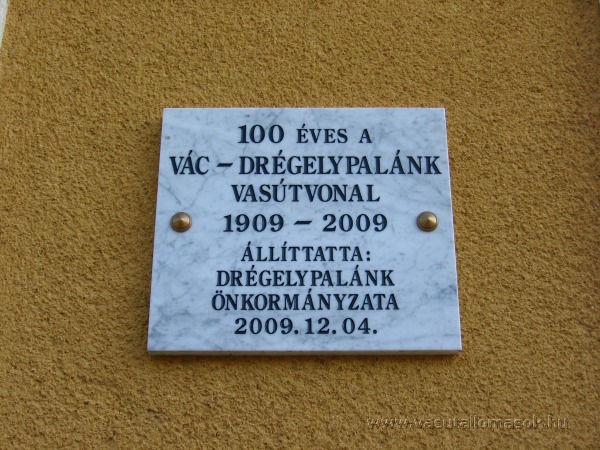 100 ÉVES A
VÁC – DRÉGELYPALÁNK
VASÚTVONAL
1909 – 2009
ÁLLÍTTATTA:
DRÉGELYPALÁNK
ÖNKORMÁNYZATA
2009.12.04.
www.vasutallomasok.hu